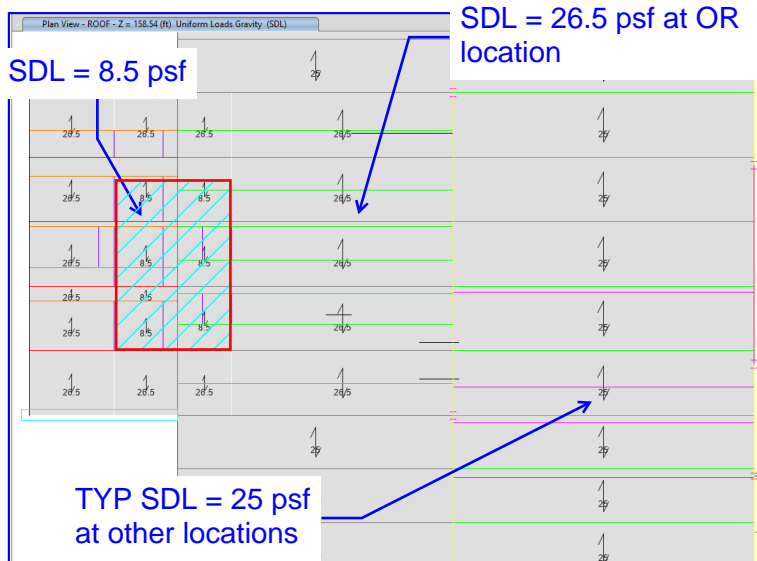 Plan View - ROOF - Z = 158.54 (ft) Uniform Loads Gravity (SDL)
SDL = 26.5 psf at OR
location
SDL = 8.5 psf
25
26.5 26.5 26.5 26.5 25
26.5 8.5 8.5 26.5 25
26.5 8.5 8.5 26.5 25
26.5 8.5
26.5 8.5 8.5 26.5 25
26.5 26.5 26.5 26.5 25
25 25
25
25
TYP SDL = 25 psf
at other locations